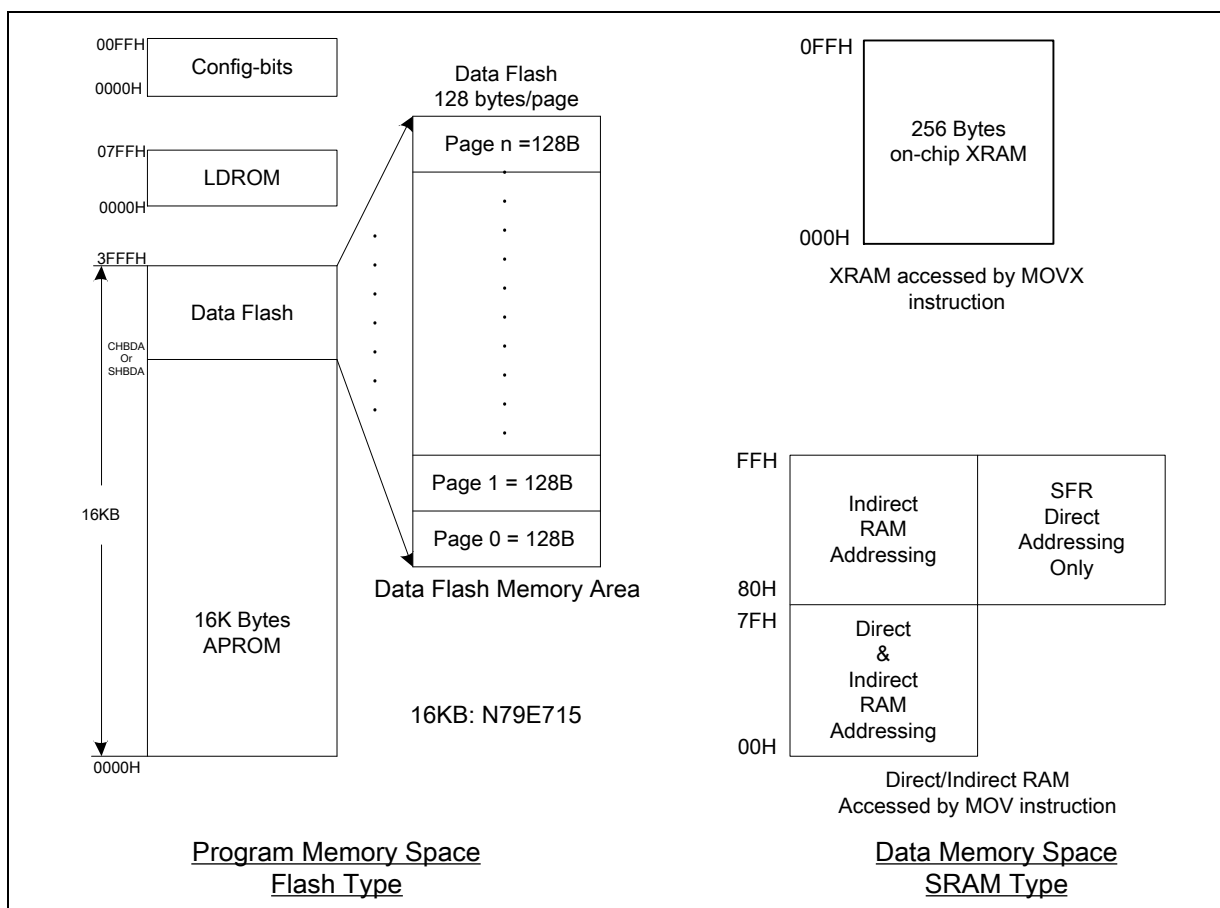 00FFH
Config-bits
0000H
07FFH
LDROM
0000H
3FFFH
Data Flash
CHBDA
Or
SHBDA
16KB
16K Bytes
APROM
0000H
Data Flash
128 bytes/page
Page n =128B
Page 1 = 128B
Page 0 = 128B
Data Flash Memory Area
16KB: N79E715
Program Memory Space
Flash Type
0FFH
256 Bytes
on-chip XRAM
000H
XRAM accessed by MOVX
instruction
FFH
Indirect
RAM
Addressing
SFR
Direct
Addressing
Only
80H
7FH
Direct
&
Indirect
RAM
Addressing
00H
Direct/Indirect RAM
Accessed by MOV instruction
Data Memory Space
SRAM Type